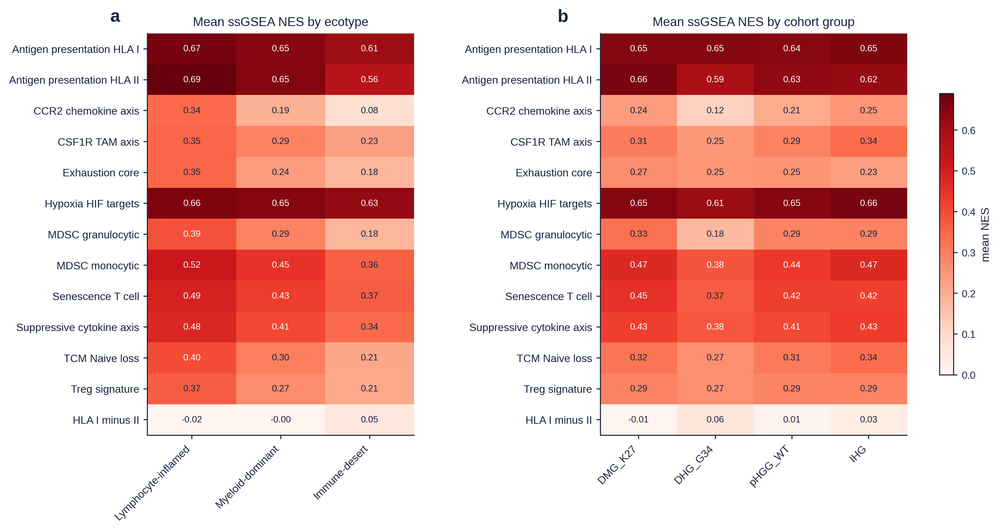 a
Mean ssGSEA NES by ecotype
Antigen presentation HLA I 0.67 0.65 0.61
Antigen presentation HLA II 0.69 0.65 0.56
CCR2 chemokine axis 0.34 0.19 0.08
CSF1R TAM axis 0.35 0.29 0.23
Exhaustion core 0.35 0.24 0.18
Hypoxia HIF targets 0.66 0.65 0.63
MDSC granulocytic 0.39 0.29 0.18
MDSC monocytic 0.52 0.45 0.36
Senescence T cell 0.49 0.43 0.37
Suppressive cytokine axis 0.48 0.41 0.34
TCM Naive loss 0.40 0.30 0.21
Treg signature 0.37 0.27 0.21
HLA I minus II -0.02 -0.00 0.05
Lymphocyte-inflamed
Myeloid-dominant
Immune-desert
b
Mean ssGSEA NES by cohort group
Antigen presentation HLA I 0.65 0.65 0.64 0.65
Antigen presentation HLA II 0.66 0.59 0.63 0.62
CCR2 chemokine axis 0.24 0.12 0.21 0.25
CSF1R TAM axis 0.31 0.25 0.29 0.34
Exhaustion core 0.27 0.25 0.25 0.23
Hypoxia HIF targets 0.65 0.61 0.65 0.66
MDSC granulocytic 0.33 0.18 0.29 0.29
MDSC monocytic 0.47 0.38 0.44 0.47
Senescence T cell 0.45 0.37 0.42 0.42
Suppressive cytokine axis 0.43 0.38 0.41 0.43
TCM Naive loss 0.32 0.27 0.31 0.34
Treg signature 0.29 0.27 0.29 0.29
HLA I minus II -0.01 0.06 0.01 0.03
DMG_K27
DHG_G34
pHGG_WT
IHG
0.6
0.5
0.4
0.3
0.2
0.1
0.0
mean NES